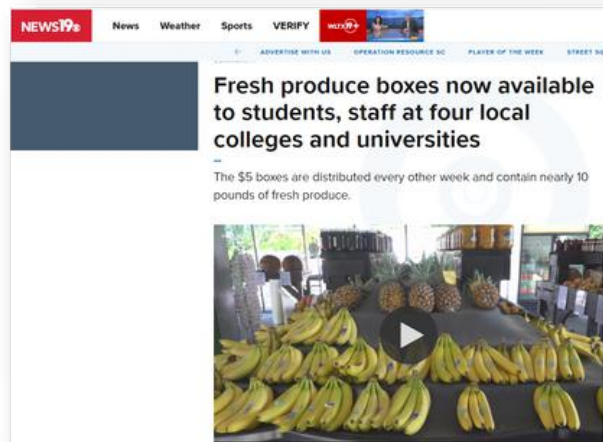 NEWS19
News Weather Sports VERIFY WLTX19+
ADVERTISE WITH US OPERATION RESOURCE SC PLAYER OF THE WEEK STREET
Fresh produce boxes now available
to students, staff at four local
colleges and universities
The $5 boxes are distributed every other week and contain nearly 10
pounds of fresh produce.